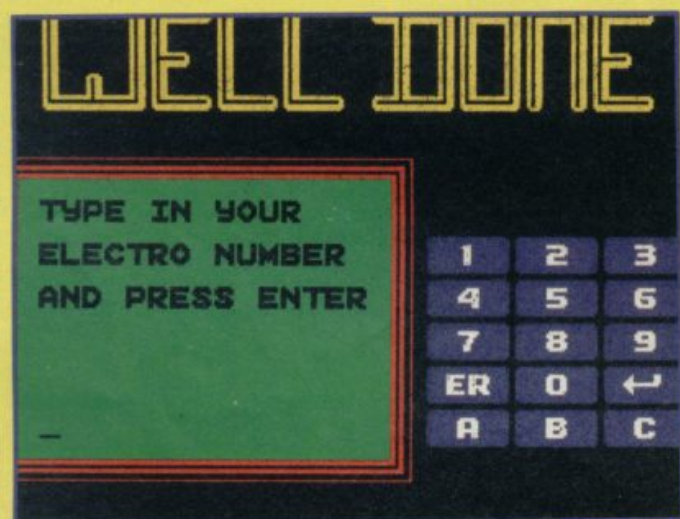 WELL DONE
TYPE IN YOUR
ELECTRO NUMBER
AND PRESS ENTER
_
1 2 3
4 5 6
7 8 9
ER 0 ↵
A B C